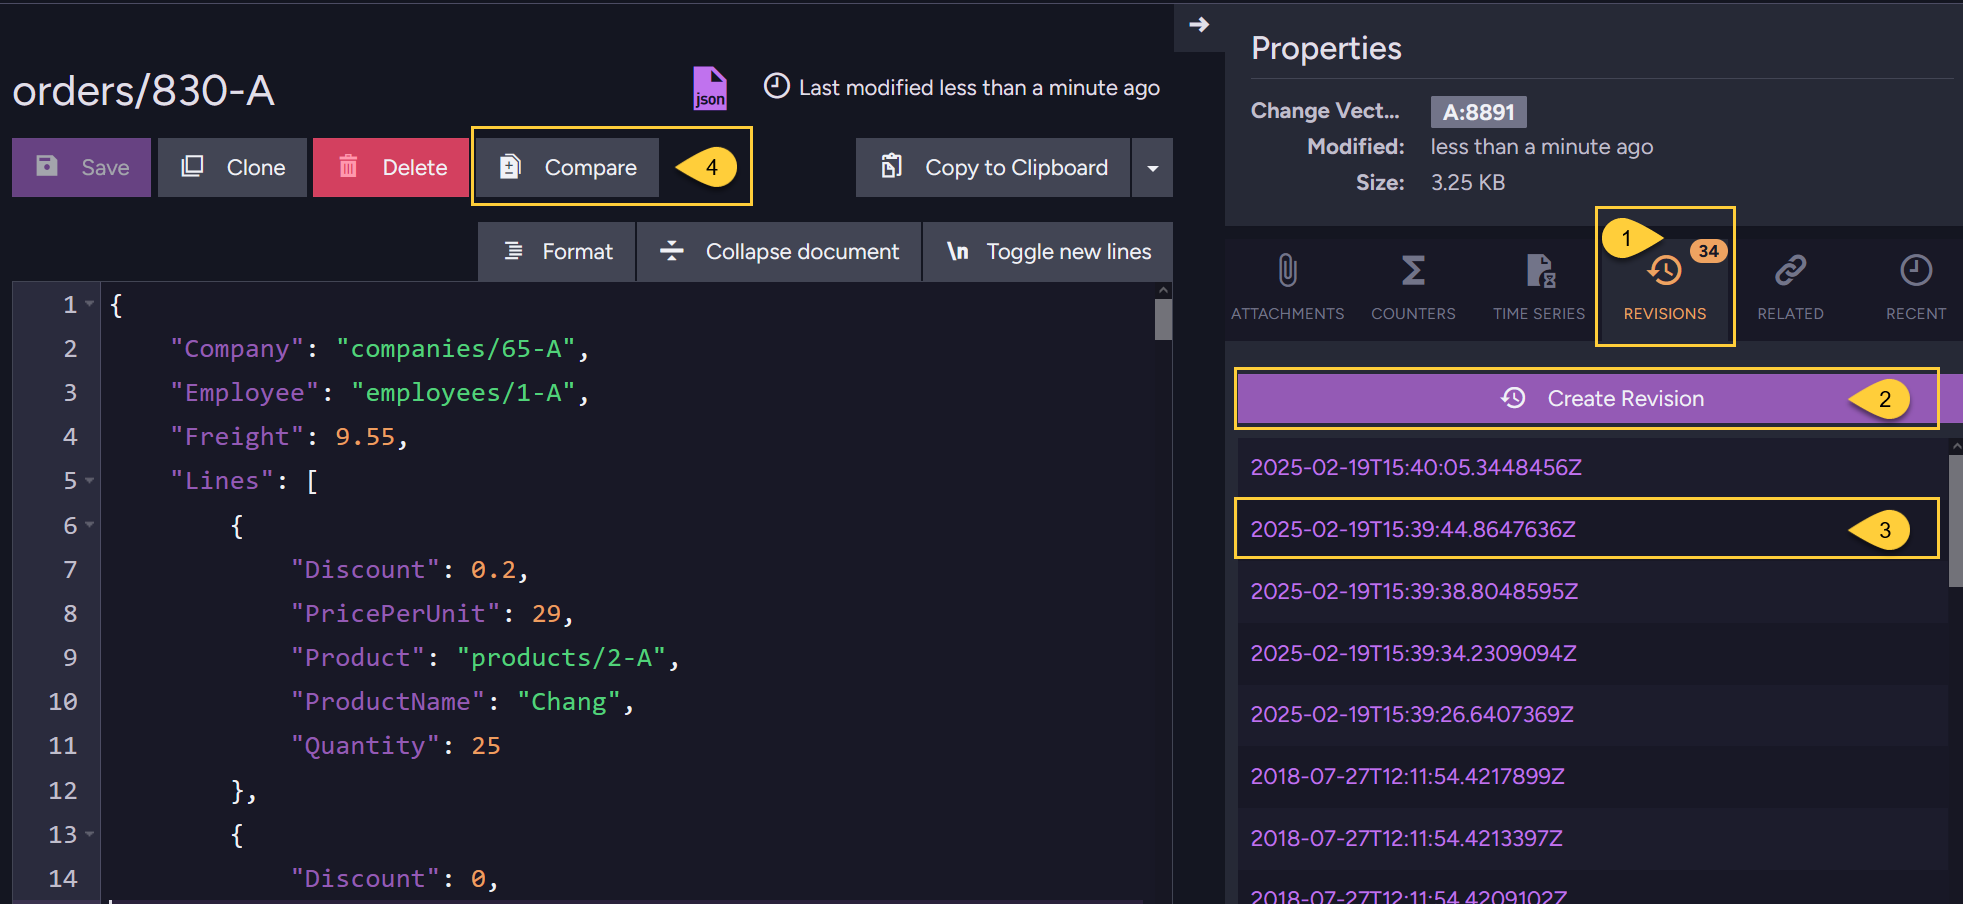 orders/830-A
json
Last modified less than a minute ago
Save
Clone
Delete
Compare
4
Copy to Clipboard
Format
Collapse document
\n Toggle new lines
1 {
2 "Company": "companies/65-A",
3 "Employee": "employees/1-A",
4 "Freight": 9.55,
5 "Lines": [
6 {
7 "Discount": 0.2,
8 "PricePerUnit": 29,
9 "Product": "products/2-A",
10 "ProductName": "Chang",
11 "Quantity": 25
12 },
13 {
14 "Discount": 0,
Properties
Change Vect... A:8891
Modified: less than a minute ago
Size: 3.25 KB
ATTACHMENTS
COUNTERS
TIME SERIES
1
34
REVISIONS
RELATED
RECENT
Create Revision
2
2025-02-19T15:40:05.3448456Z
2025-02-19T15:39:44.8647636Z
3
2025-02-19T15:39:38.8048595Z
2025-02-19T15:39:34.2309094Z
2025-02-19T15:39:26.6407369Z
2018-07-27T12:11:54.4217899Z
2018-07-27T12:11:54.4213397Z
2018-07-27T12:11:54.4209102Z